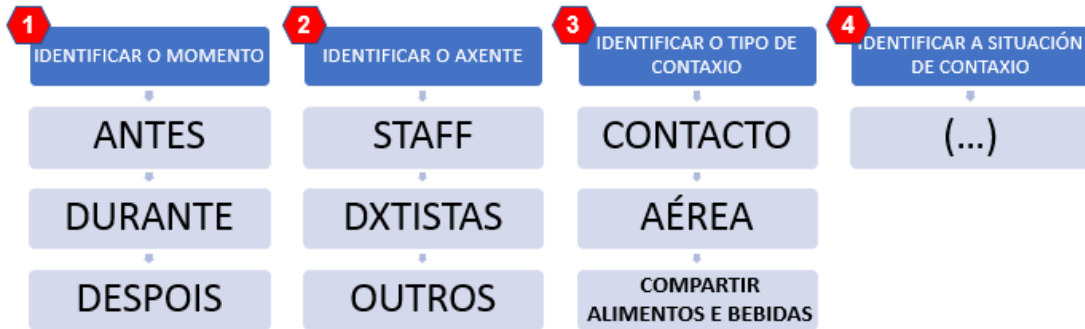 1
IDENTIFICAR O MOMENTO
ANTES
DURANTE
DESPOIS
2
IDENTIFICAR O AXENTE
STAFF
DXTISTAS
OUTROS
3
IDENTIFICAR O TIPO DE
CONTAXIO
CONTACTO
AÉREA
COMPARTIR
ALIMENTOS E BEBIDAS
4
IDENTIFICAR A SITUACIÓN
DE CONTAXIO
(...)